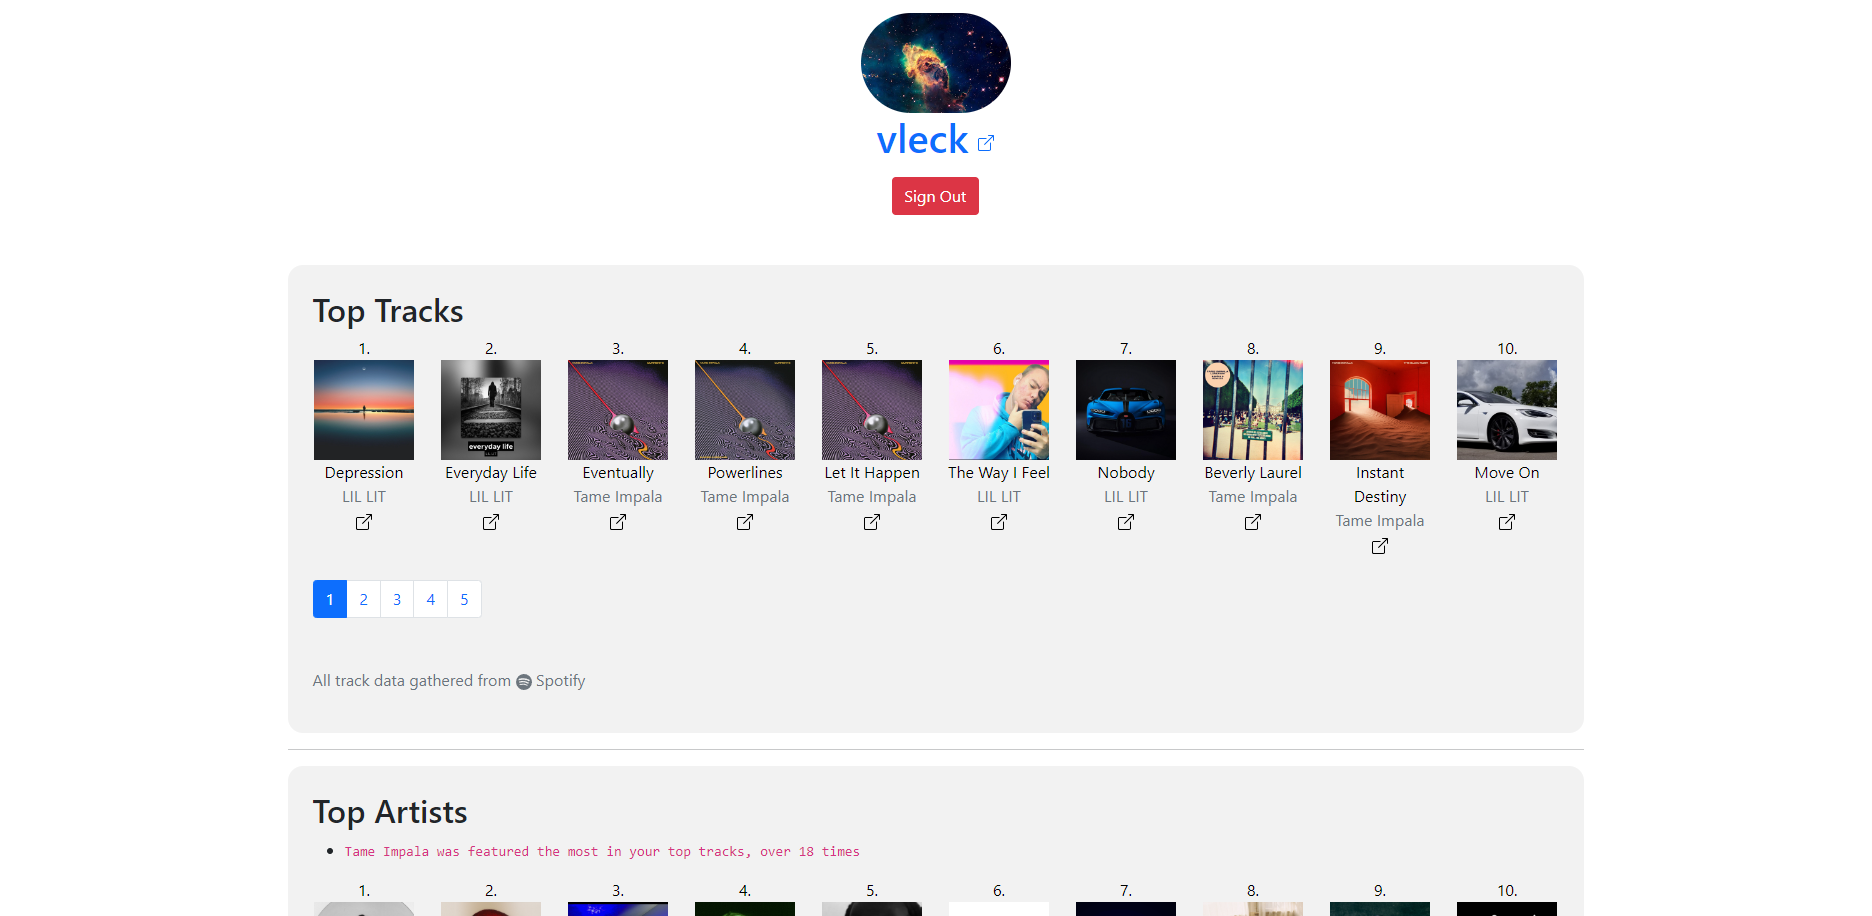 vleck
Sign Out
Top Tracks
1. 2. 3. 4. 5. 6. 7. 8. 9. 10.
everyday life
Depression Everyday Life Eventually Powerlines Let It Happen The Way I Feel Nobody Beverly Laurel Instant Destiny Move On
LIL LIT LIL LIT Tame Impala Tame Impala Tame Impala LIL LIT LIL LIT Tame Impala Tame Impala LIL LIT
1 2 3 4 5
All track data gathered from Spotify
Top Artists
Tame Impala was featured the most in your top tracks, over 18 times
1. 2. 3. 4. 5. 6. 7. 8. 9. 10.